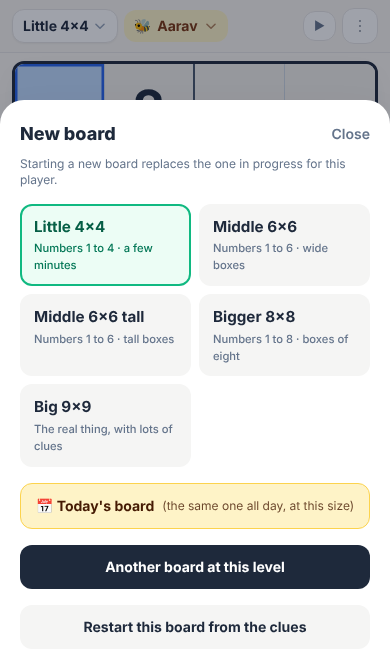 Little 4×4
🐝 Aarav
New board
Close
Starting a new board replaces the one in progress for this
player.
Little 4×4
Numbers 1 to 4 · a few
minutes
Middle 6×6
Numbers 1 to 6 · wide
boxes
Middle 6×6 tall
Numbers 1 to 6 · tall boxes
Bigger 8×8
Numbers 1 to 8 · boxes of
eight
Big 9×9
The real thing, with lots of
clues
📅 Today's board (the same one all day, at this size)
Another board at this level
Restart this board from the clues